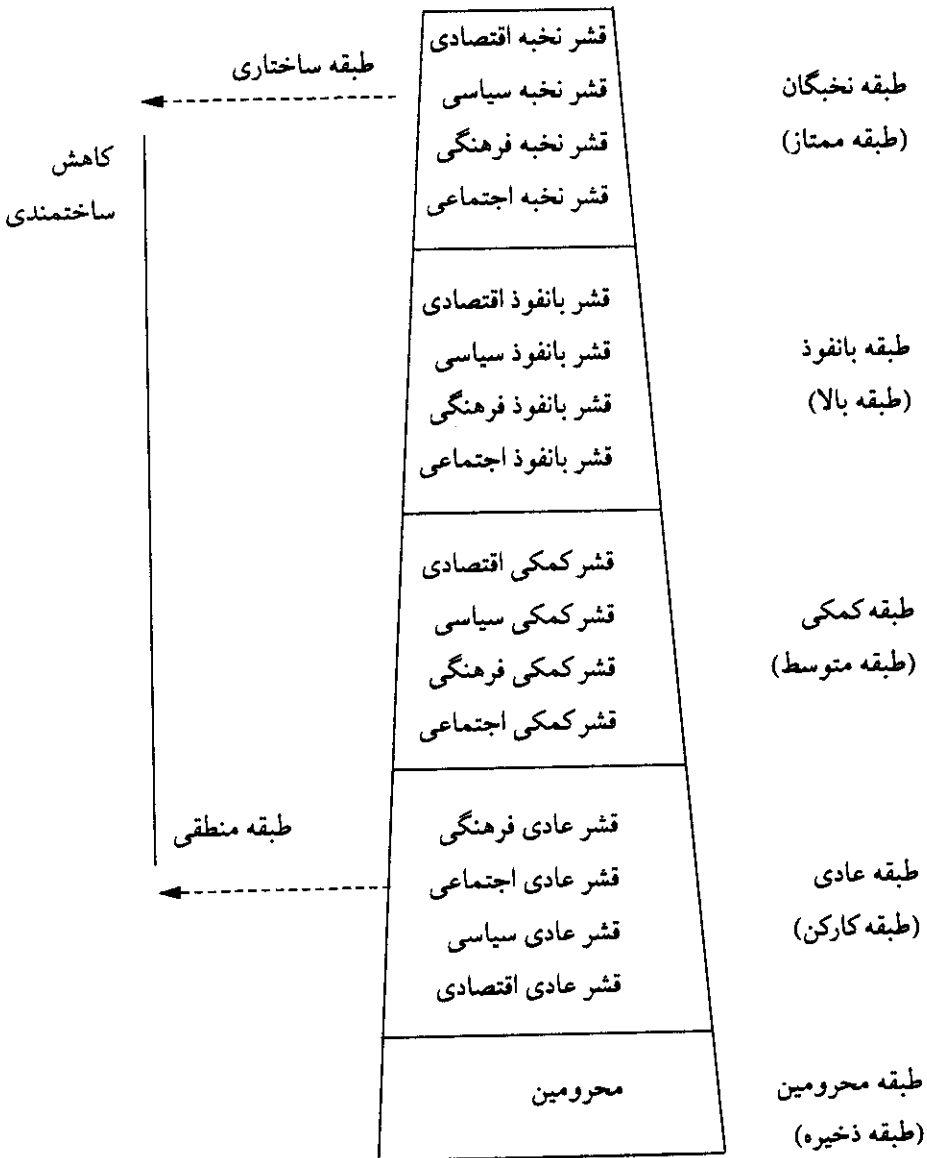 قشر نخبه اقتصادی
قشر نخبه سیاسی
قشر نخبه فرهنگی
قشر نخبه اجتماعی
طبقه نخبگان
(طبقه ممتاز)
طبقه ساختاری
کاهش
ساختمندی
قشر بانفوذ اقتصادی
قشر بانفوذ سیاسی
قشر بانفوذ فرهنگی
قشر بانفوذ اجتماعی
طبقه بانفوذ
(طبقه بالا)
قشر کمکی اقتصادی
قشر کمکی سیاسی
قشر کمکی فرهنگی
قشر کمکی اجتماعی
طبقه کمکی
(طبقه متوسط)
قشر عادی فرهنگی
قشر عادی اجتماعی
قشر عادی سیاسی
قشر عادی اقتصادی
طبقه عادی
(طبقه کارکن)
طبقه منطقی
محرومین
طبقه محرومین
(طبقه ذخیره)